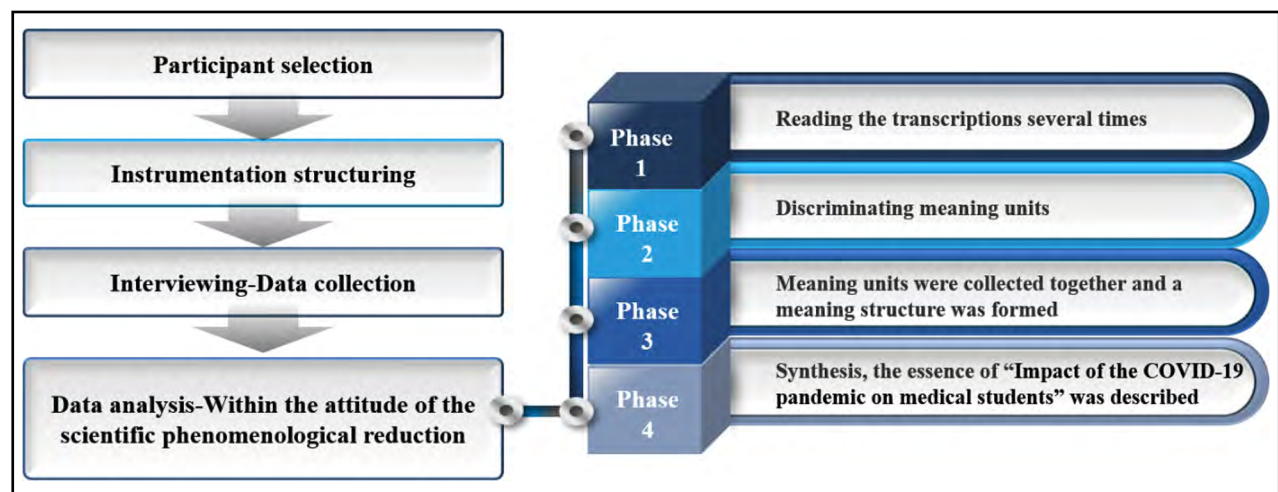 Participant selection
Instrumentation structuring
Interviewing-Data collection
Data analysis-Within the attitude of the
scientific phenomenological reduction
Phase
1
Reading the transcriptions several times
Phase
2
Discriminating meaning units
Phase
3
Meaning units were collected together and a
meaning structure was formed
Phase
4
Synthesis, the essence of “Impact of the COVID-19
pandemic on medical students” was described